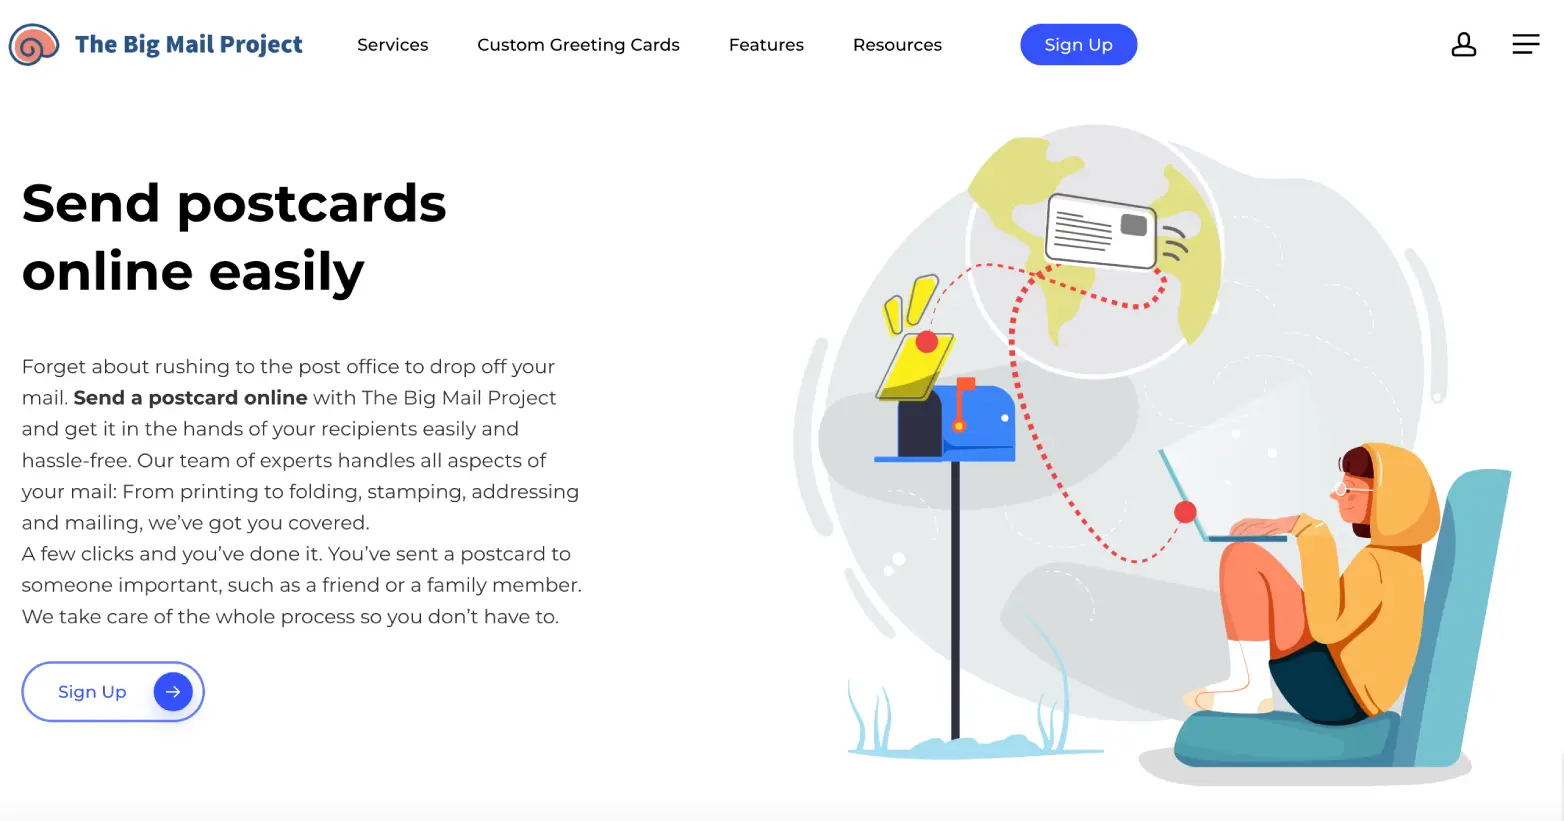 The Big Mail Project
Services
Custom Greeting Cards
Features
Resources
Sign Up
Send postcards
online easily
Forget about rushing to the post office to drop off your
mail. Send a postcard online with The Big Mail Project
and get it in the hands of your recipients easily and
hassle-free. Our team of experts handles all aspects of
your mail: From printing to folding, stamping, addressing
and mailing, we’ve got you covered.
A few clicks and you’ve done it. You’ve sent a postcard to
someone important, such as a friend or a family member.
We take care of the whole process so you don’t have to.
Sign Up